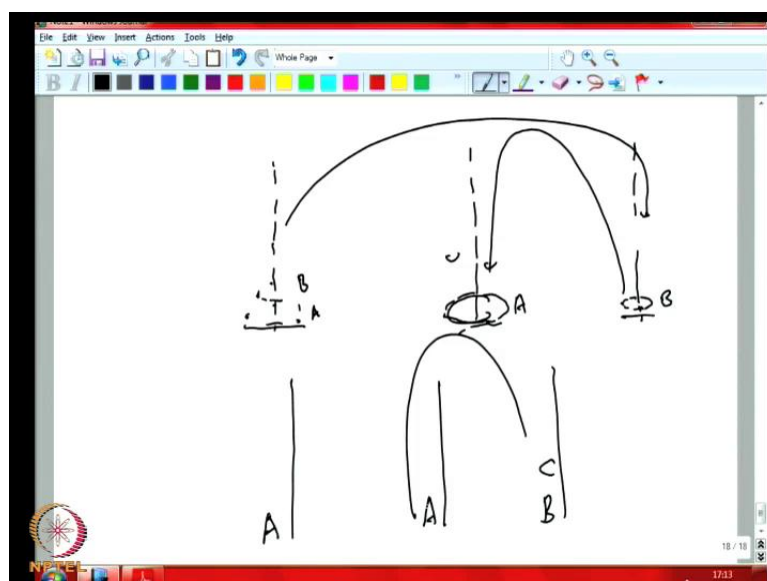 File Edit View Insert Actions Tools Help
Whole Page
B I
B
A
A
B
C
A
A
B
18 / 18
NPTEL
17:13